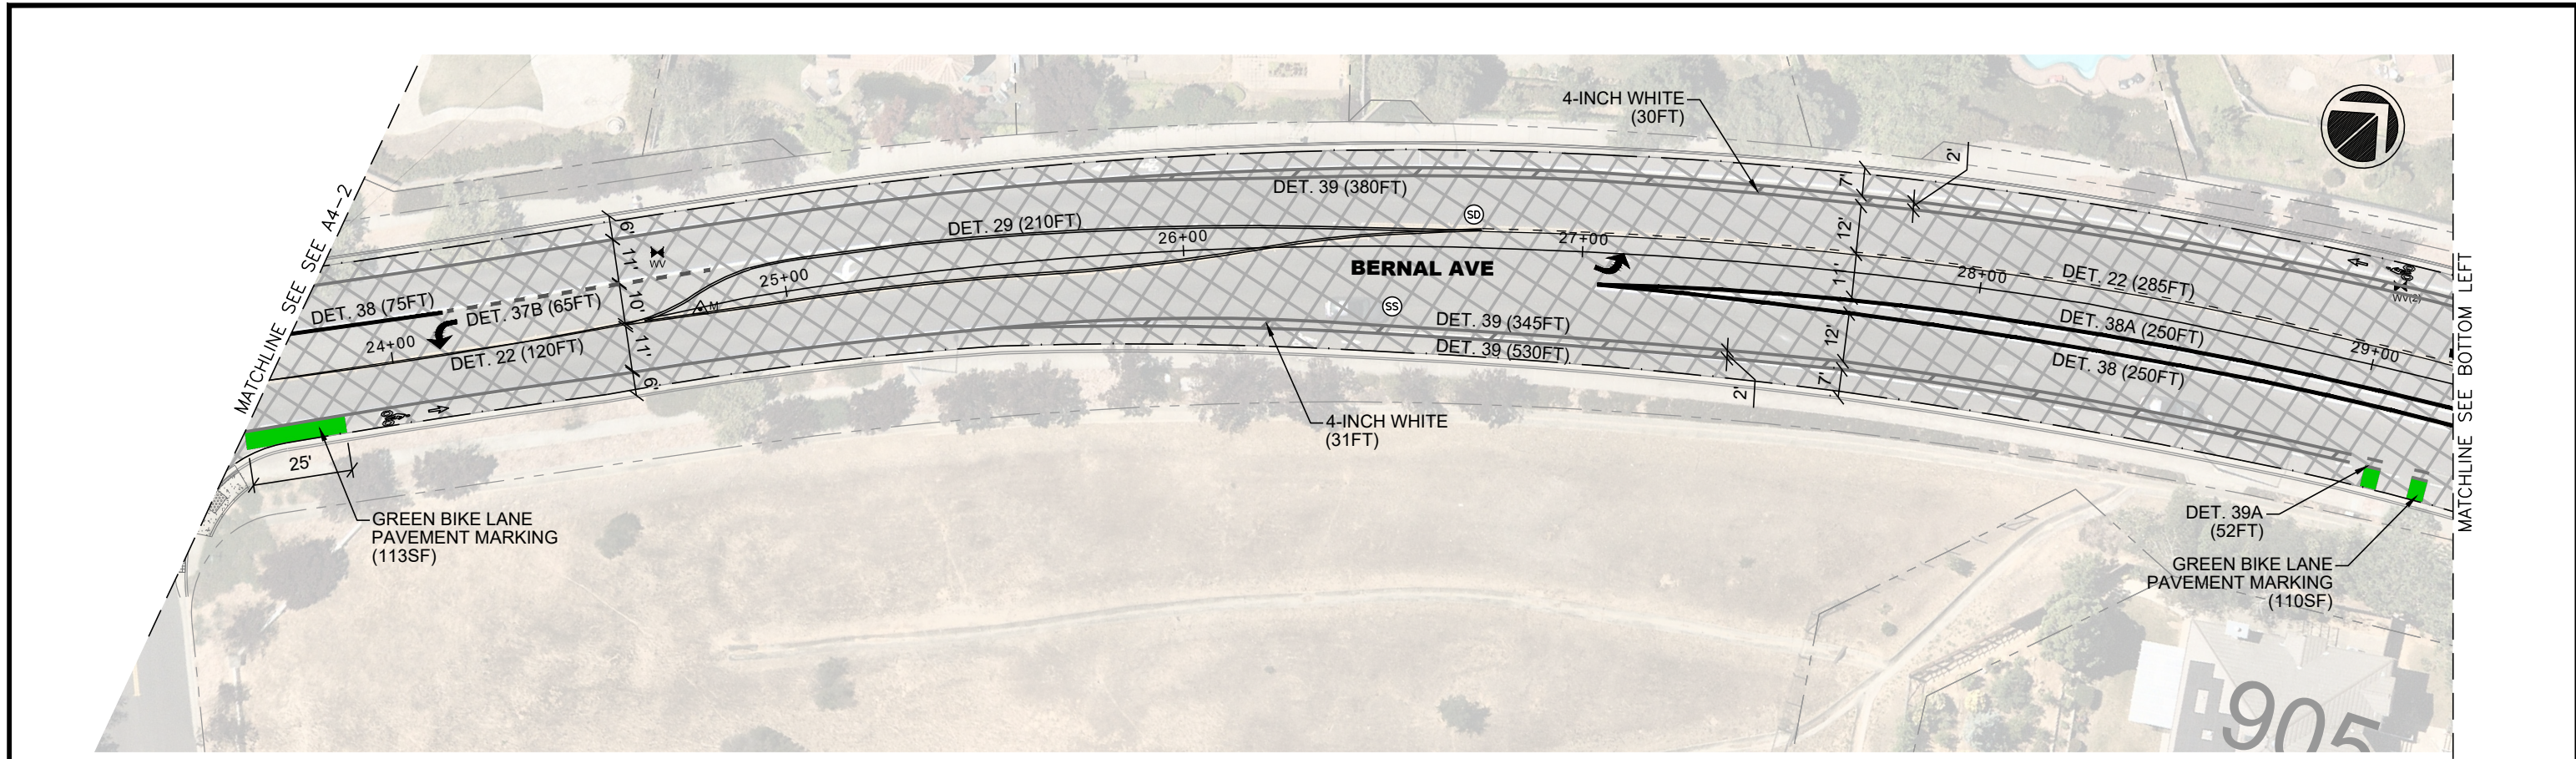 4-INCH WHITE
(30FT)
2'
7'
DET. 39 (380FT)
MATCHLINE SEE SEE A4-2
6'
WV
DET. 29 (210FT)
SD
12'
26+00
27+00
11'
25+00
BERNAL AVE
11'
28+00
DET. 22 (285FT)
WV(2)
DET. 38 (75FT)
DET. 37B (65FT)
10'
M
SS
DET. 39 (345FT)
12'
DET. 38A (250FT)
24+00
DET. 22 (120FT)
11'
DET. 39 (530FT)
DET. 38 (250FT)
29+00
6'
2'
7'
MATCHLINE SEE BOTTOM LEFT
4-INCH WHITE
(31FT)
25'
GREEN BIKE LANE
PAVEMENT MARKING
(113SF)
DET. 39A
(52FT)
GREEN BIKE LANE
PAVEMENT MARKING
(110SF)
905